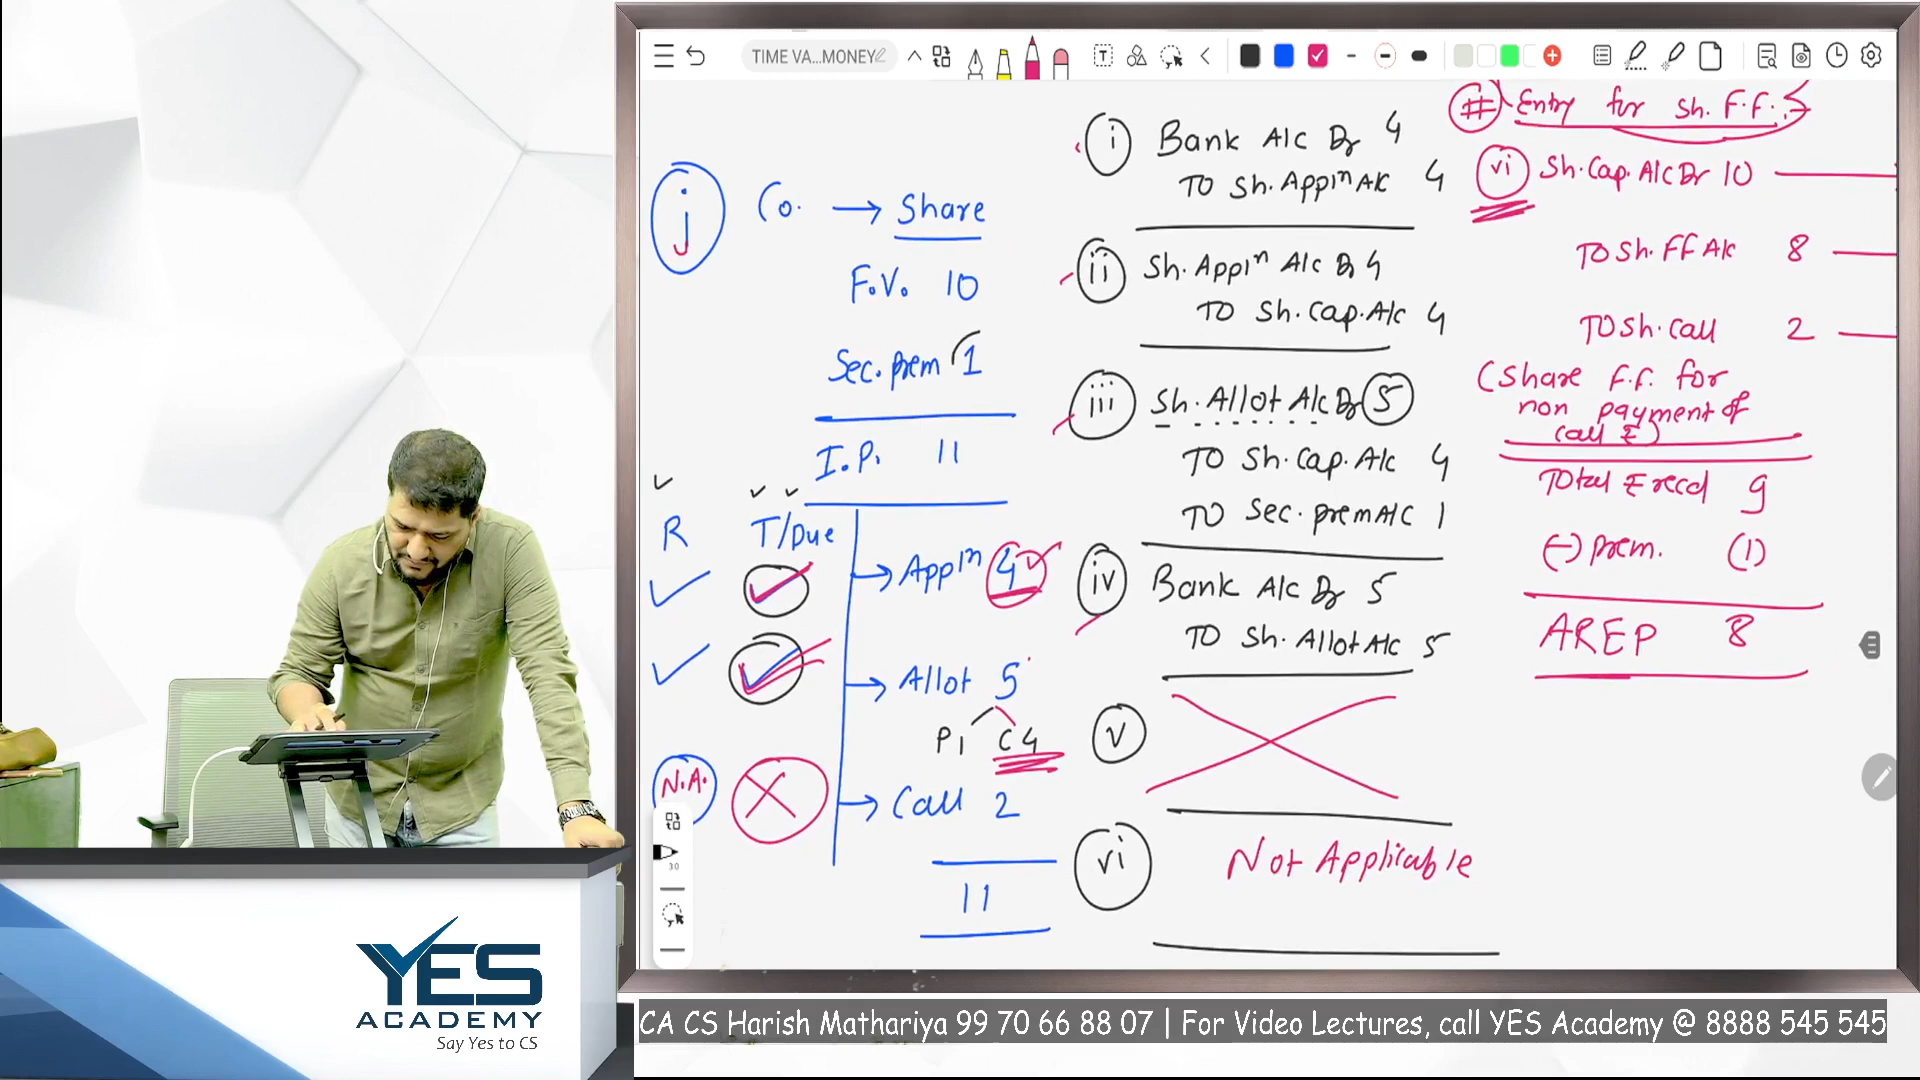 TIME VA...MONEY
j Co. → Share
F.V. 10
Sec. prem 1
I.P. 11
R T/Due
→ Appln 4
→ Allot 5
P1 C4
N.A. → Call 2
11
30
i Bank A/c Dr 4
TO Sh. Appln A/c 4
ii Sh. Appln A/c Dr 4
TO Sh. Cap. A/c 4
iii Sh. Allot A/c Dr 5
TO Sh. Cap. A/c 4
TO Sec. prem A/c 1
iv Bank A/c Dr 5
TO Sh. Allot A/c 5
v
vi Not Applicable
# Entry for Sh. F.F.
vi Sh. Cap. A/c Dr 10
TO Sh. FF A/c 8
TO Sh. Call 2
(Share F.F. for
non payment of
call ₹)
Total ₹ recd 9
(-) prem. (1)
AREP 8
YES
ACADEMY
Say Yes to CS
CA CS Harish Mathariya 99 70 66 88 07 | For Video Lectures, call YES Academy @ 8888 545 545